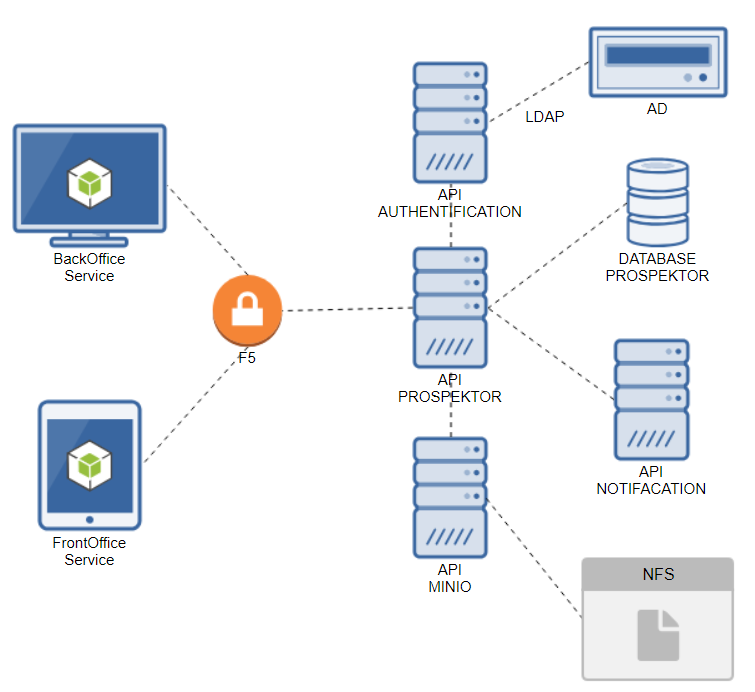 AD
LDAP
API
AUTHENTIFICATION
BackOffice
Service
DATABASE
PROSPEKTOR
F5
API
PROSPEKTOR
API
NOTIFACATION
FrontOffice
Service
API
MINIO
NFS